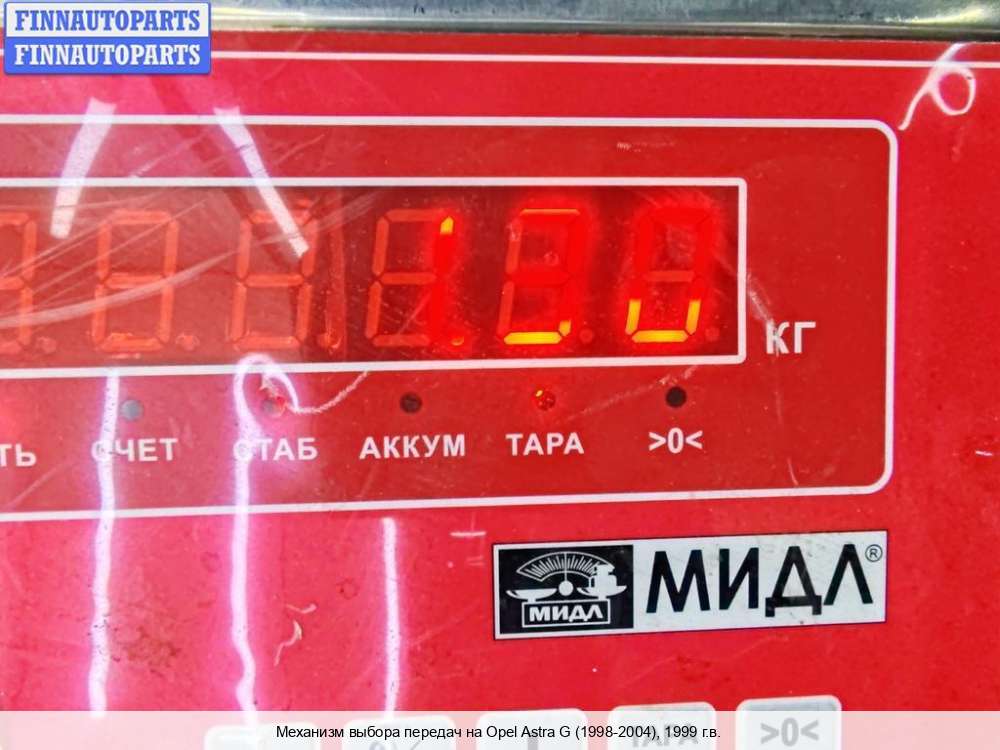 FINNAUTOPARTS
FINNAUTOPARTS
КГ
СЧЕТ СТАБ АККУМ ТАРА >0<
МИДЛ МИДЛ®
ТАРА >0<
Механизм выбора передач на Opel Astra G (1998-2004), 1999 г.в.